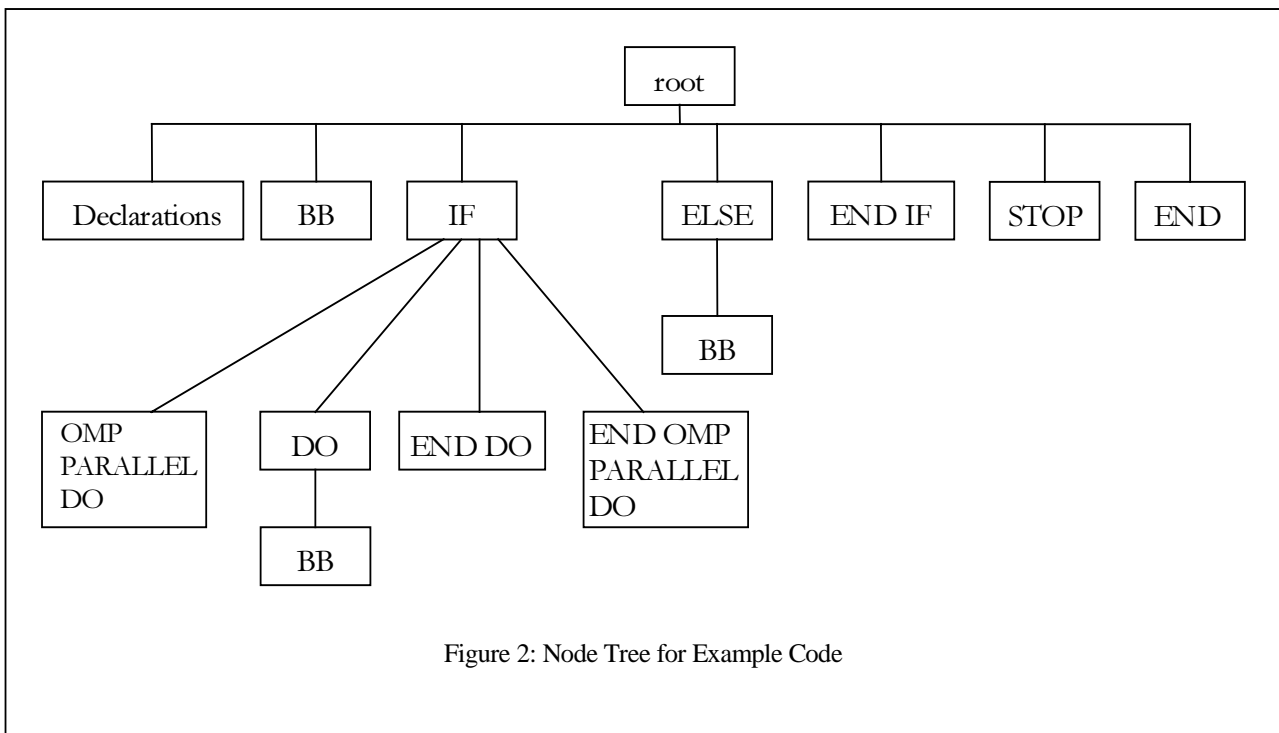 root
Declarations
BB
IF
ELSE
END IF
STOP
END
BB
OMP
PARALLEL
DO
DO
END DO
END OMP
PARALLEL
DO
BB
Figure 2: Node Tree for Example Code